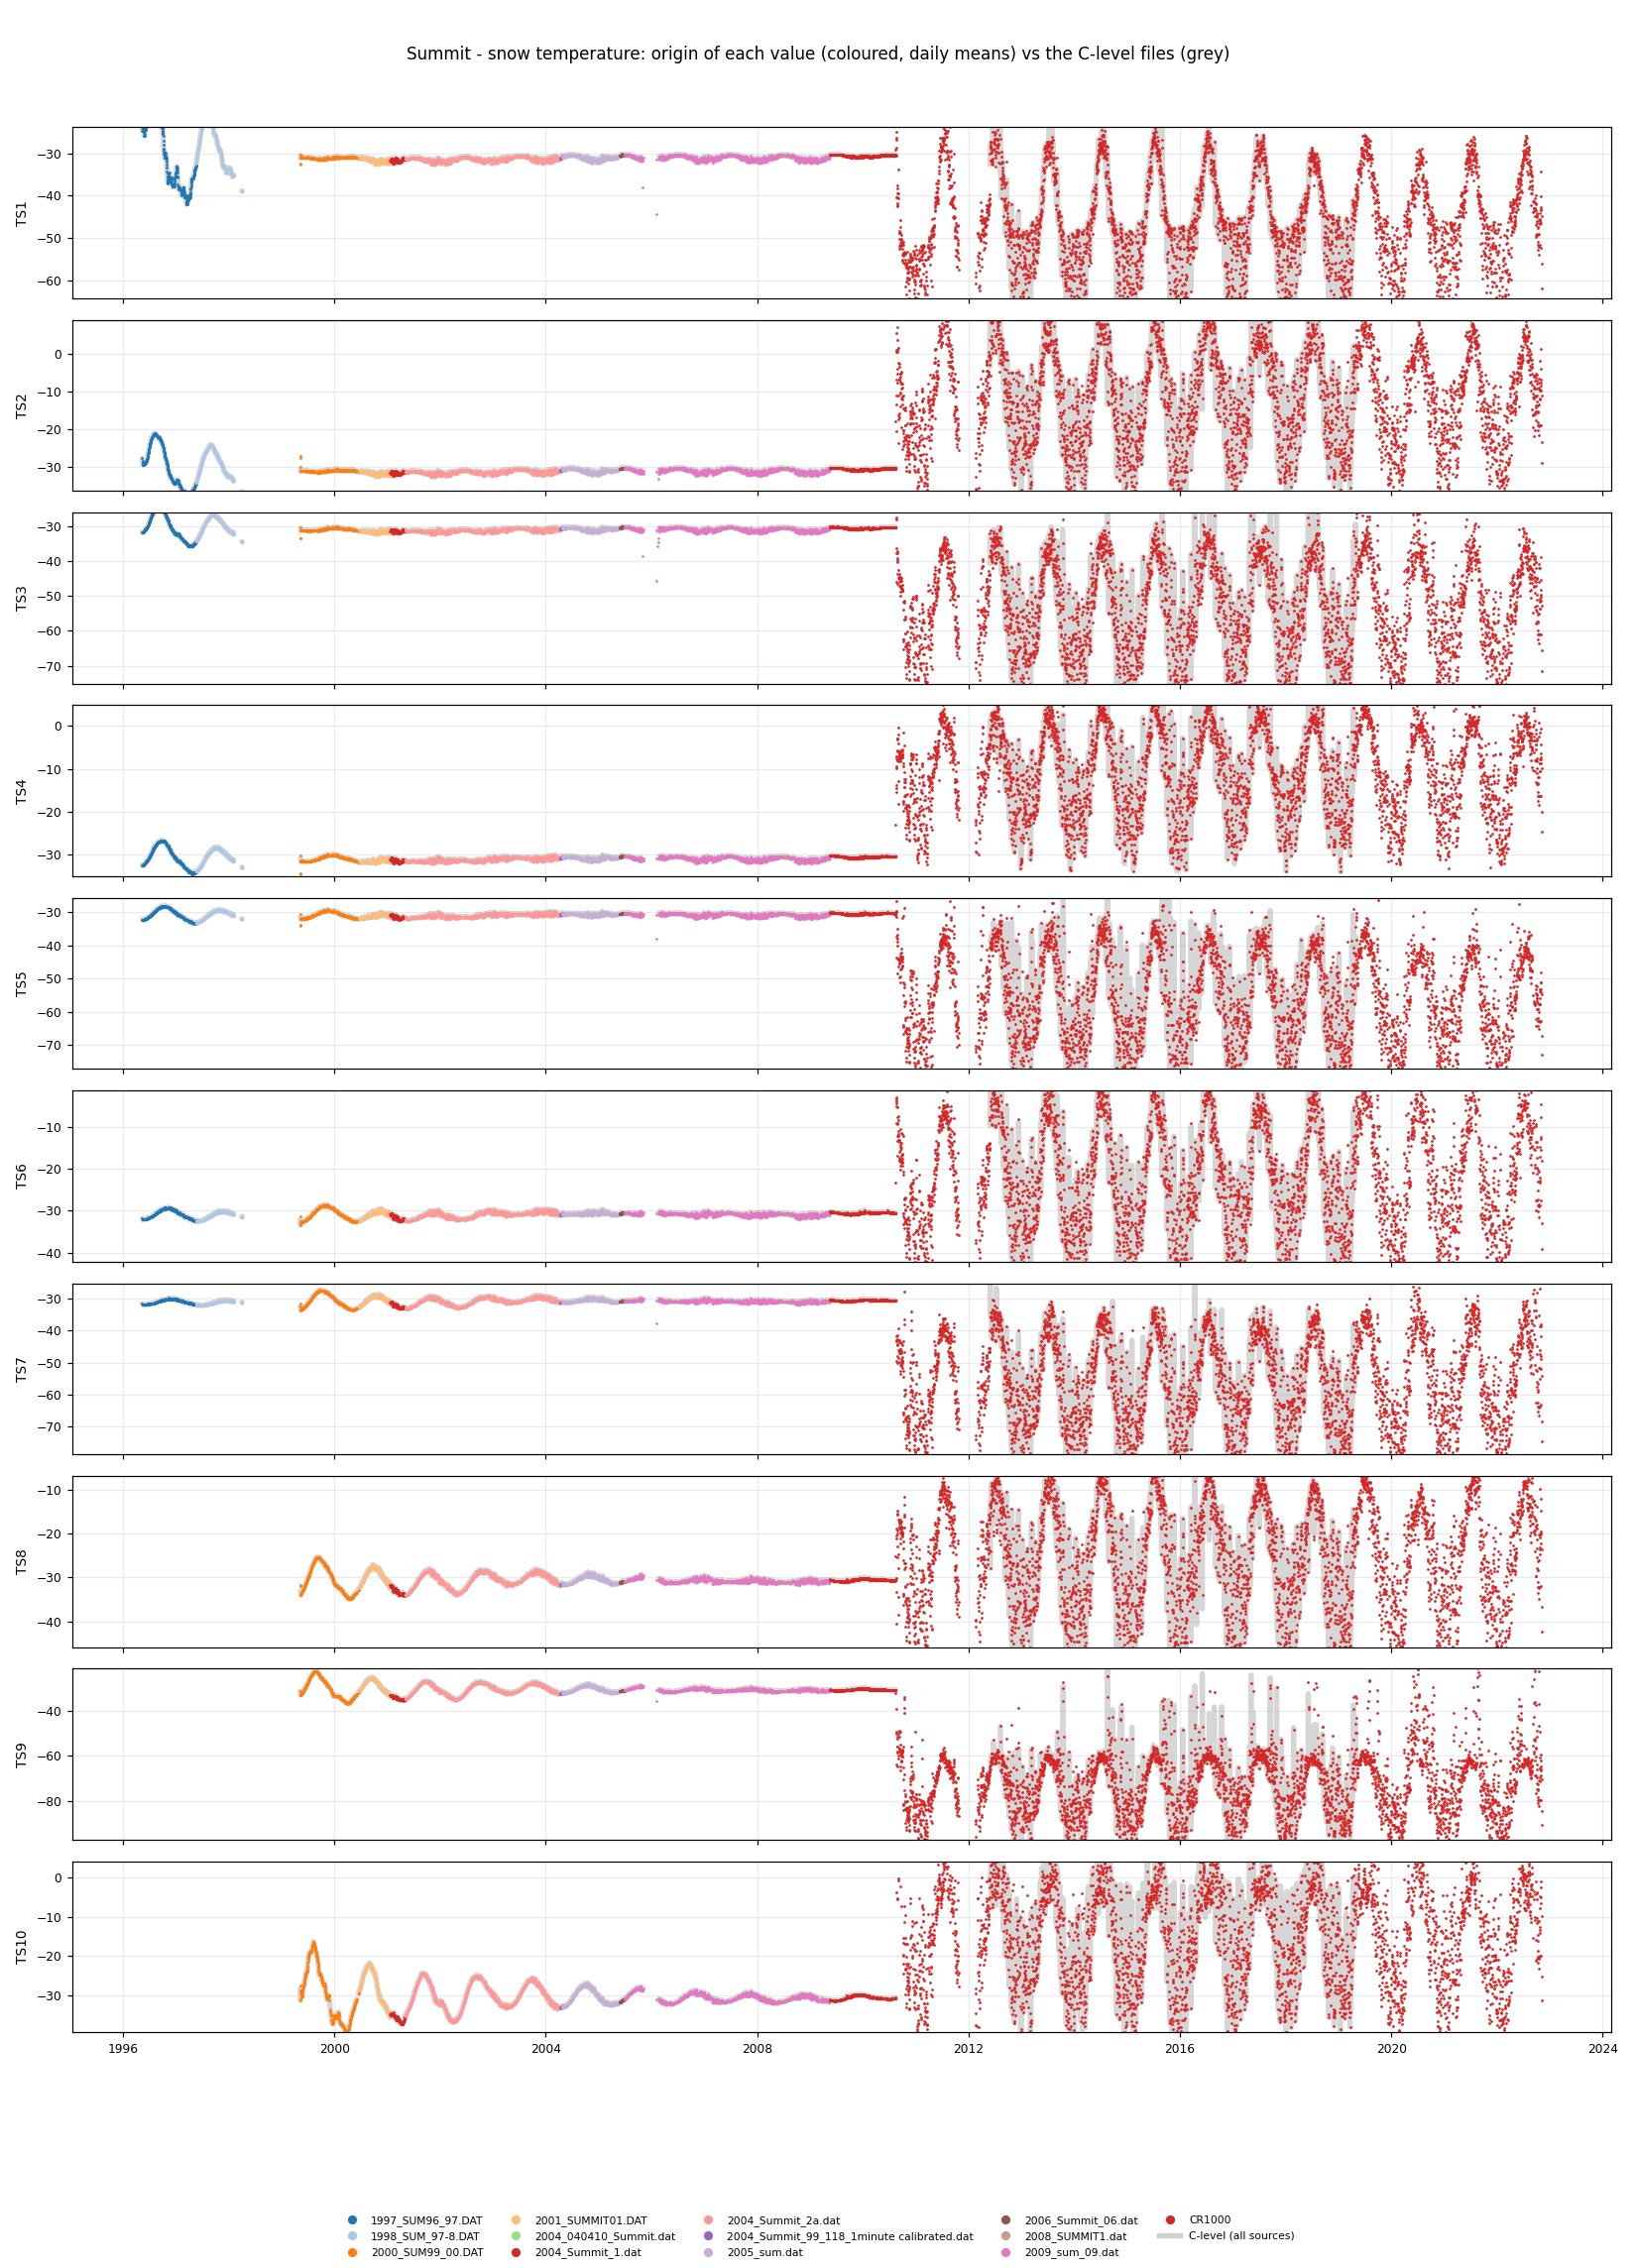 Summit - snow temperature: origin of each value (coloured, daily means) vs the C-level files (grey)
TS1
−30
−40
−50
−60
TS2
0
−10
−20
−30
TS3
−30
−40
−50
−60
−70
TS4
0
−10
−20
−30
TS5
−30
−40
−50
−60
−70
TS6
−10
−20
−30
−40
TS7
−30
−40
−50
−60
−70
TS8
−10
−20
−30
−40
TS9
−40
−60
−80
TS10
0
−10
−20
−30
1996 2000 2004 2008 2012 2016 2020 2024
1997_SUM96_97.DAT 2001_SUMMIT01.DAT 2004_Summit_2a.dat 2006_Summit_06.dat CR1000
1998_SUM_97-8.DAT 2004_040410_Summit.dat 2004_Summit_99_118_1minute calibrated.dat 2008_SUMMIT1.dat C-level (all sources)
2000_SUM99_00.DAT 2004_Summit_1.dat 2005_sum.dat 2009_sum_09.dat